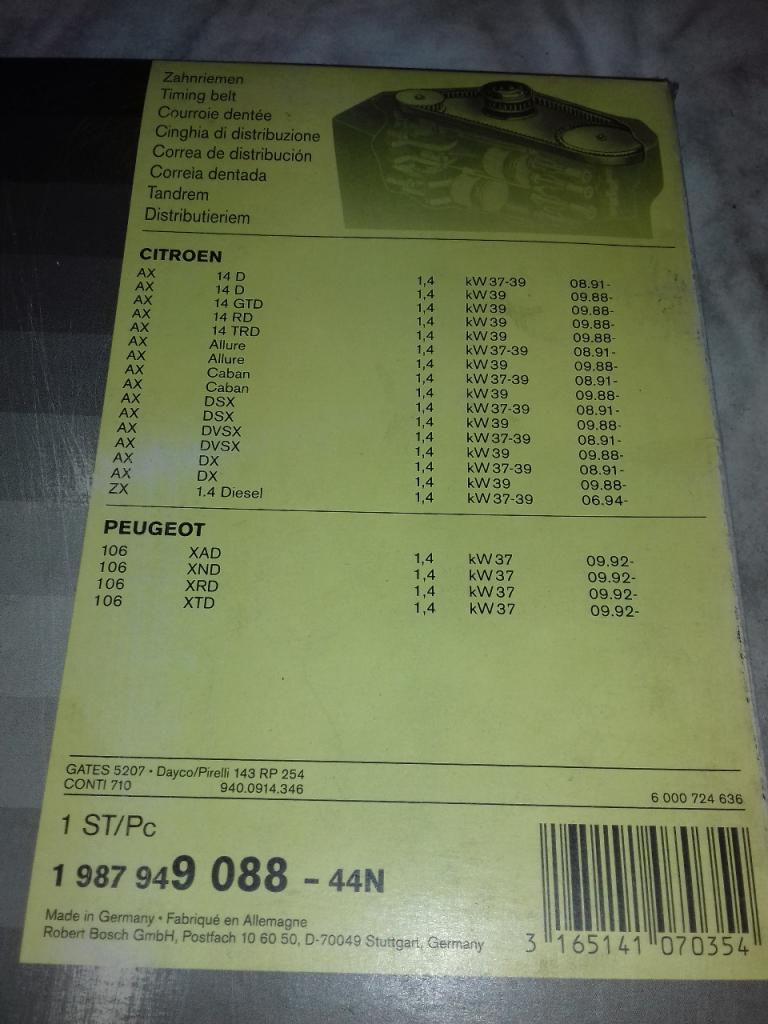 Zahnriemen
Timing belt
Courroie dentée
Cinghia di distribuzione
Correa de distribución
Correia dentada
Tandrem
Distributieriem
CITROEN
AX 14 D 1,4 kW 37-39 08.91-
AX 14 D 1,4 kW 39 09.88-
AX 14 GTD 1,4 kW 39 09.88-
AX 14 RD 1,4 kW 39 09.88-
AX 14 TRD 1,4 kW 39 09.88-
AX Allure 1,4 kW 37-39 08.91-
AX Allure 1,4 kW 39 09.88-
AX Caban 1,4 kW 37-39 08.91-
AX Caban 1,4 kW 39 09.88-
AX DSX 1,4 kW 37-39 08.91-
AX DSX 1,4 kW 39 09.88-
AX DVSX 1,4 kW 37-39 08.91-
AX DVSX 1,4 kW 39 09.88-
AX DX 1,4 kW 37-39 08.91-
AX DX 1,4 kW 39 09.88-
ZX 1.4 Diesel 1,4 kW 37-39 06.94-
PEUGEOT
106 XAD 1,4 kW 37 09.92-
106 XND 1,4 kW 37 09.92-
106 XRD 1,4 kW 37 09.92-
106 XTD 1,4 kW 37 09.92-
GATES 5207 • Dayco/Pirelli 143 RP 254
CONTI 710 940.0914.346 6 000 724 636
1 ST/Pc
1 987 949 088 - 44N
Made in Germany • Fabriqué en Allemagne
Robert Bosch GmbH, Postfach 10 60 50, D-70049 Stuttgart, Germany
3 165141 070354